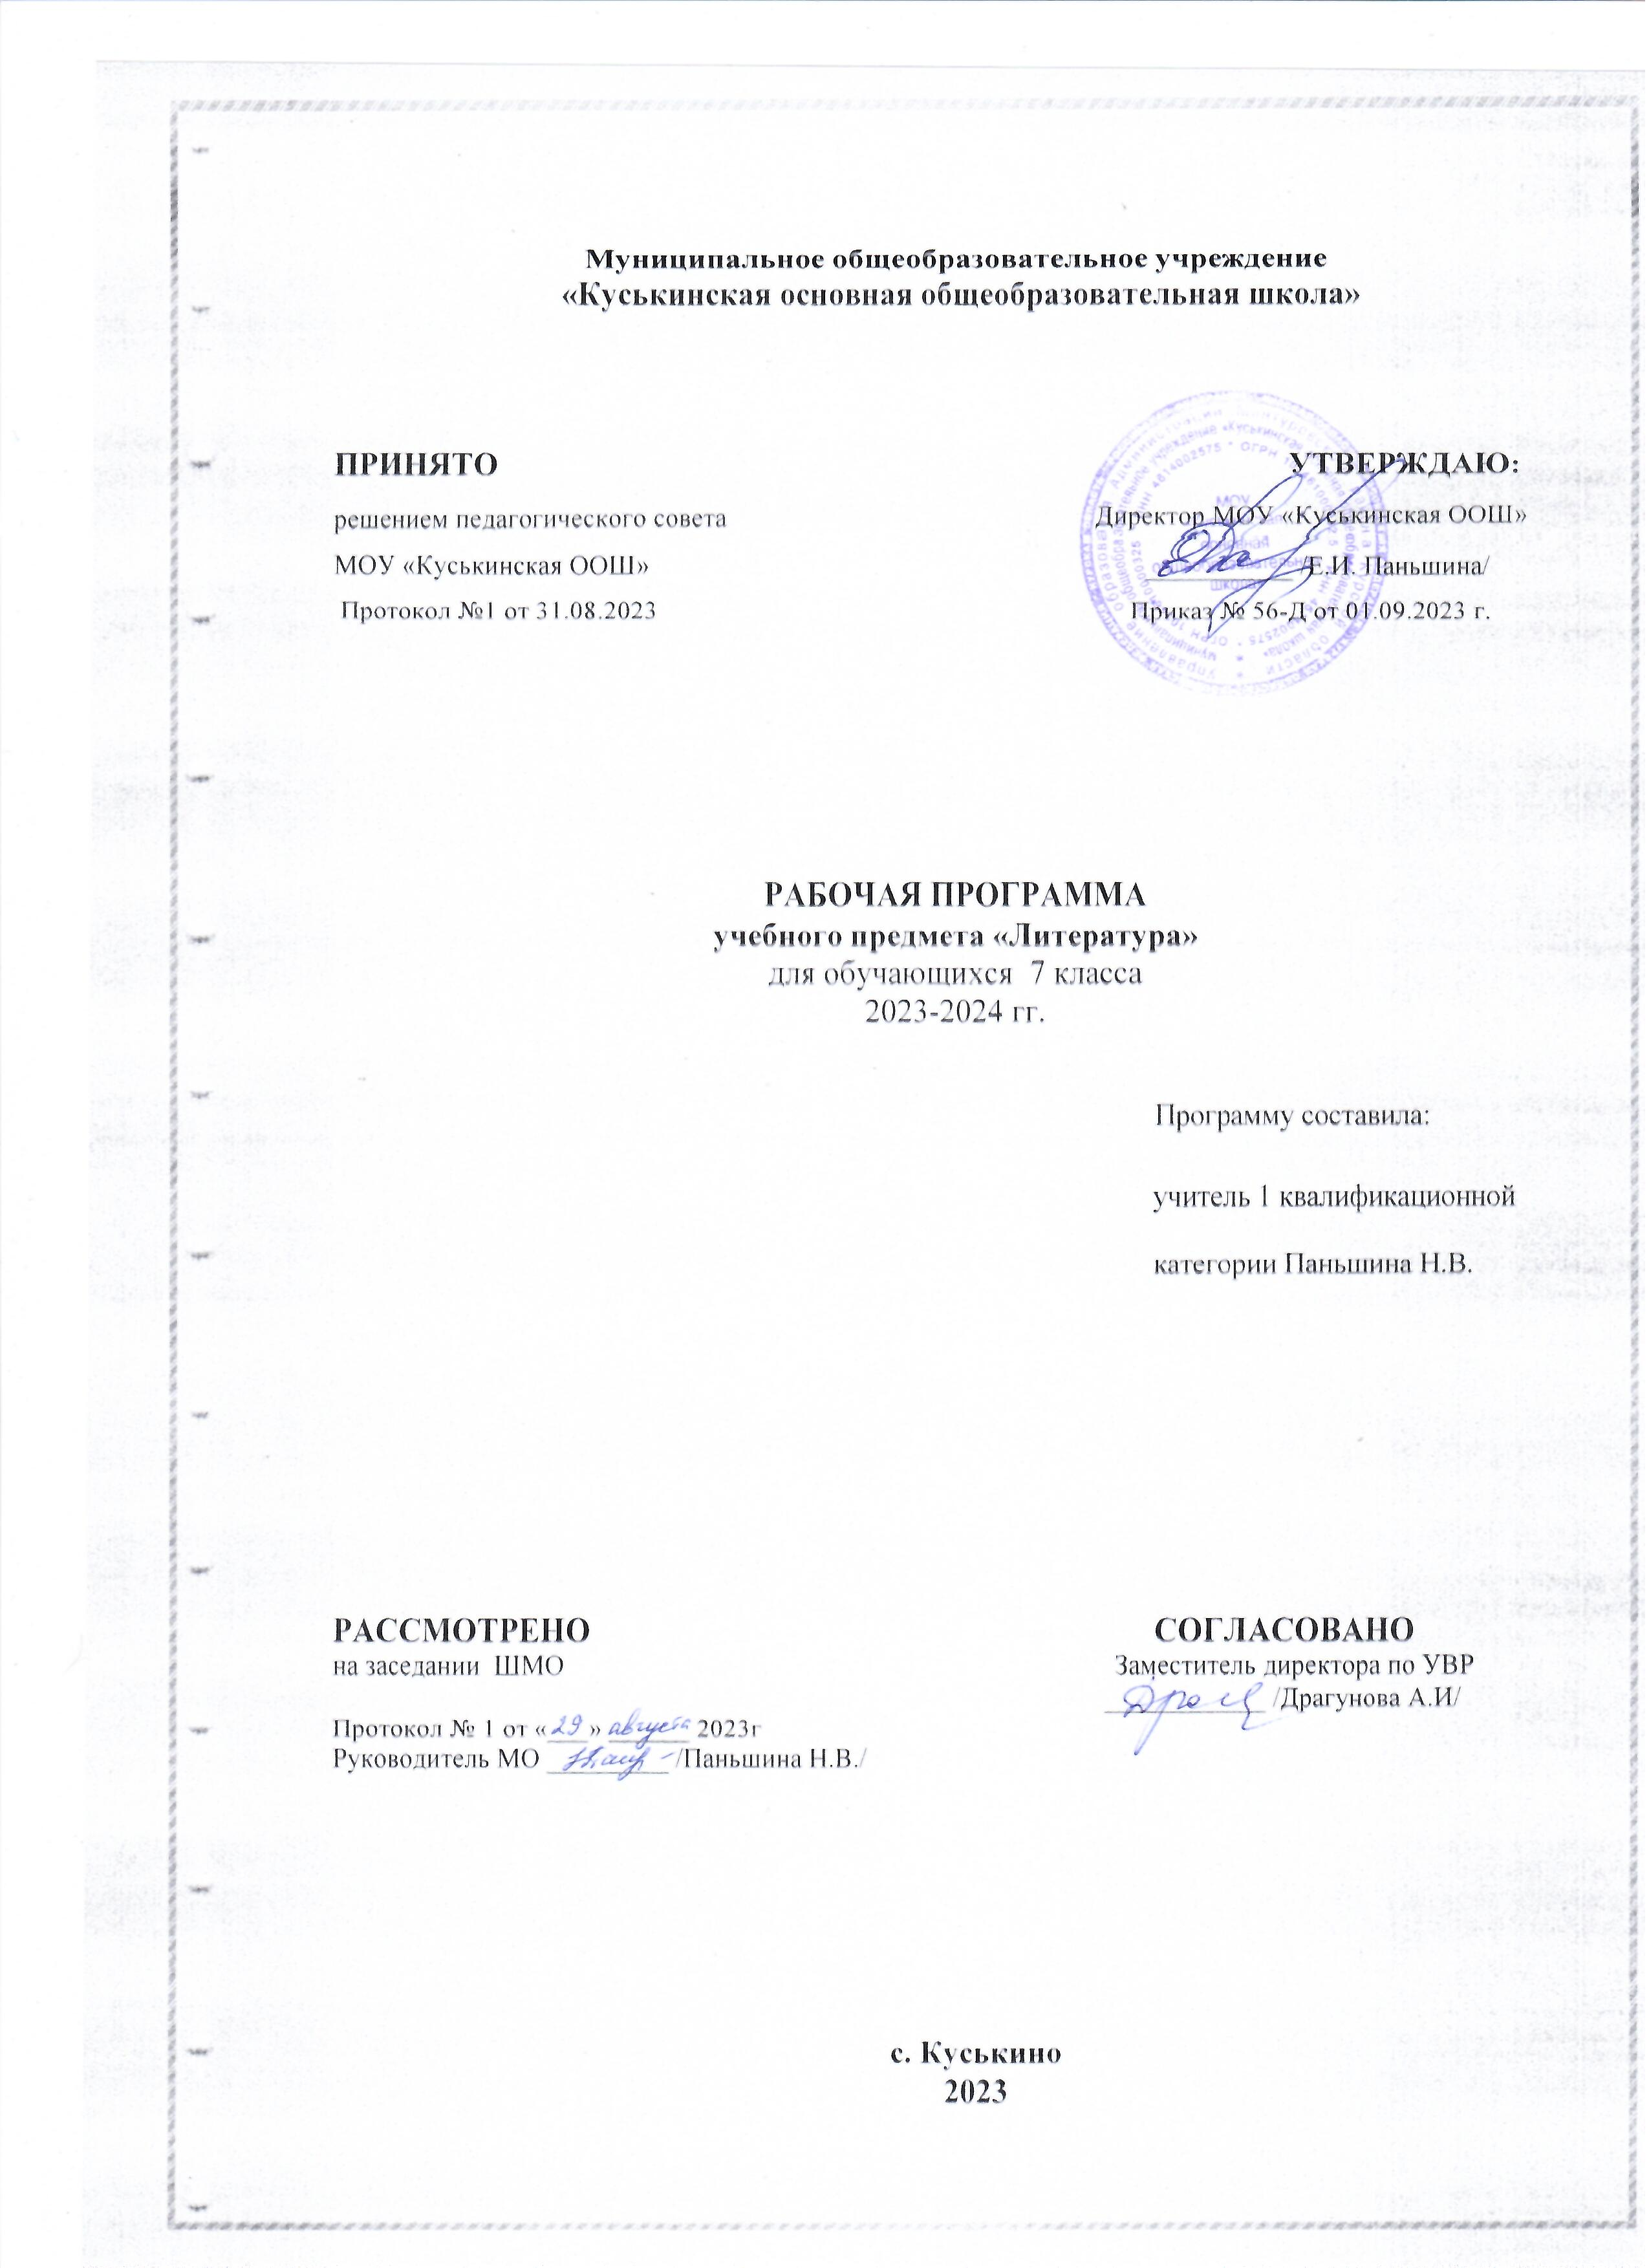 Муниципальное общеобразовательное учреждение
«Куськинская основная общеобразовательная школа»
ПРИНЯТО
решением педагогического совета
МОУ «Куськинская ООШ»
Протокол №1 от 31.08.2023
УТВЕРЖДАЮ:
Директор МОУ «Куськинская ООШ»
/Е.И. Паньшина/
Приказ № 56-Д от 01.09.2023 г.
РАБОЧАЯ ПРОГРАММА
учебного предмета «Литература»
для обучающихся 7 класса
2023-2024 гг.
Программу составила:
учитель 1 квалификационной
категории Паньшина Н.В.
РАССМОТРЕНО
на заседании ШМО
Протокол № 1 от «29» августа 2023г
Руководитель МО /Паньшина Н.В./
СОГЛАСОВАНО
Заместитель директора по УВР
/Драгунова А.И/
с. Куськино
2023